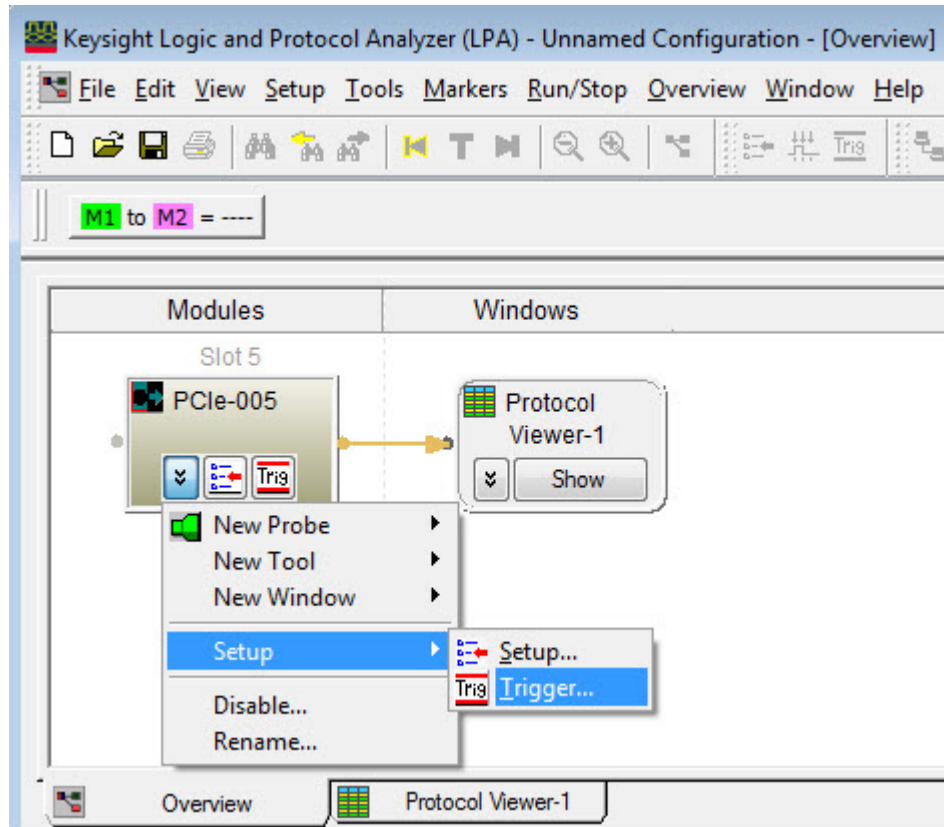 Keysight Logic and Protocol Analyzer (LPA) - Unnamed Configuration - [Overview]
File Edit View Setup Tools Markers Run/Stop Overview Window Help
T Trig
M1 to M2 = ----
Modules Windows
Slot 5
PCIe-005
Trig
Protocol
Viewer-1
Show
New Probe
New Tool
New Window
Setup
Disable...
Rename...
Setup...
Trig Trigger...
Overview Protocol Viewer-1